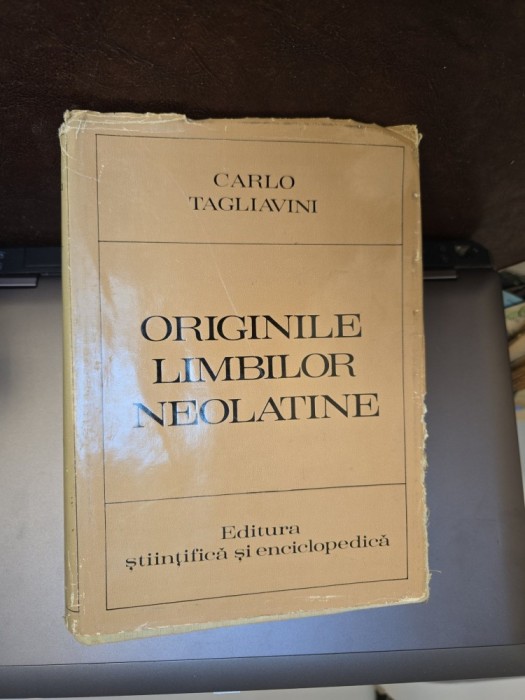 CARLO
TAGLIAVINI
ORIGINILE
LIMBILOR
NEOLATINE
Editura
științifică și enciclopedică